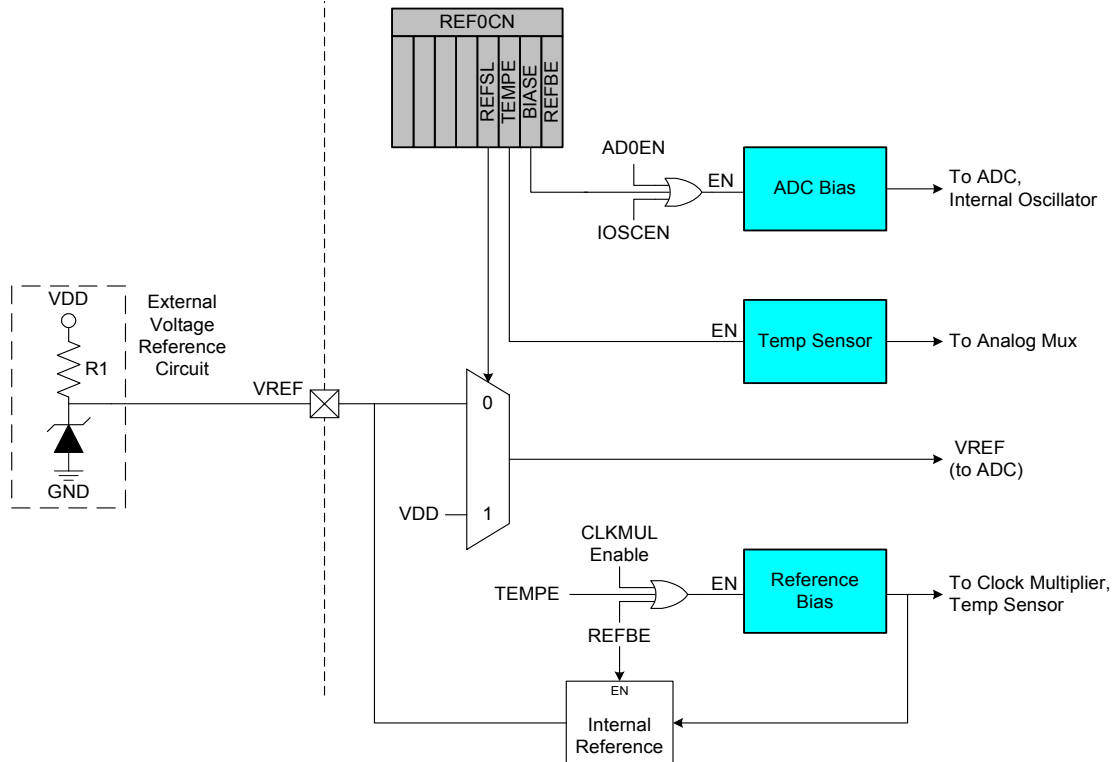 REF0CN
REFSL
TEMPE
BIASE
REFBE
AD0EN
IOSCEN
EN
ADC Bias
To ADC,
Internal Oscillator
VDD
R1
GND
External
Voltage
Reference
Circuit
EN
Temp Sensor
To Analog Mux
VREF
0
1
VDD
VREF
(to ADC)
CLKMUL
Enable
TEMPE
REFBE
EN
Reference
Bias
To Clock Multiplier,
Temp Sensor
EN
Internal
Reference